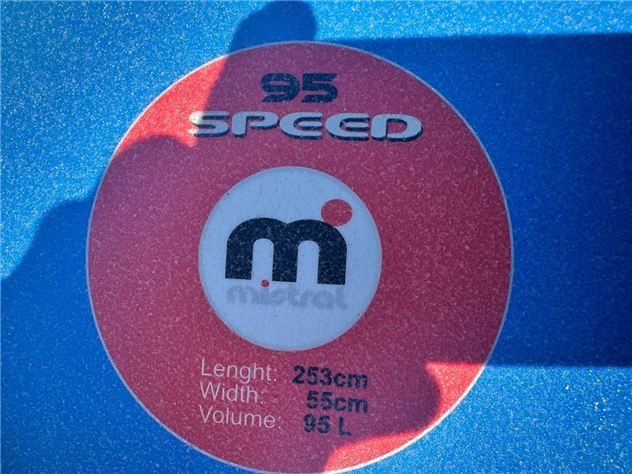 95
SPEED
m
mistral
Lenght: 253cm
Width: 55cm
Volume: 95 L